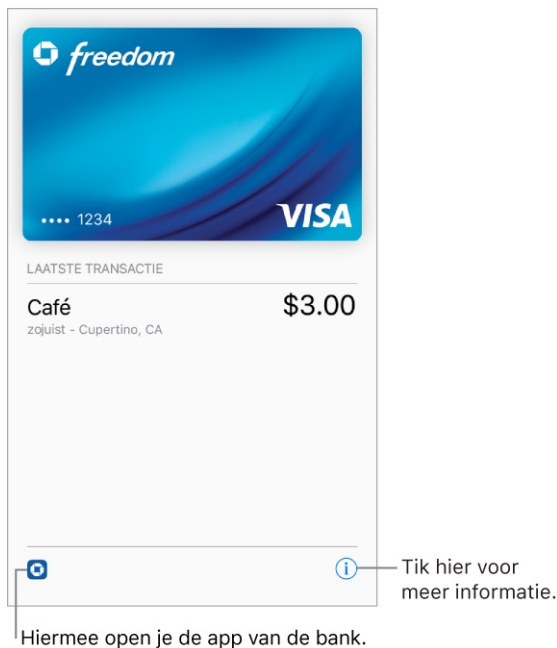 freedom
•••• 1234
VISA
LAATSTE TRANSACTIE
Café $3.00
zojuist - Cupertino, CA
Tik hier voor
meer informatie.
Hiermee open je de app van de bank.